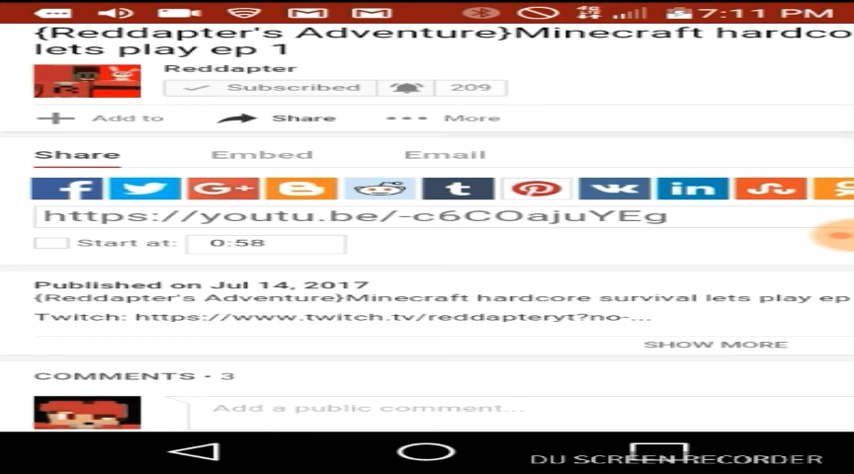 7:11 PM
{Reddapter's Adventure}Minecraft hardco
lets play ep 1
Reddapter
Subscribed 209
Add to Share More
Share Embed Email
f G+ t P in
https://youtu.be/-c6COajuYEg
Start at: 0:58
Published on Jul 14, 2017
{Reddapter's Adventure}Minecraft hardcore survival lets play ep
Twitch: https://www.twitch.tv/reddapteryt?no-...
SHOW MORE
COMMENTS • 3
Add a public comment...
DU SCREEN RECORDER